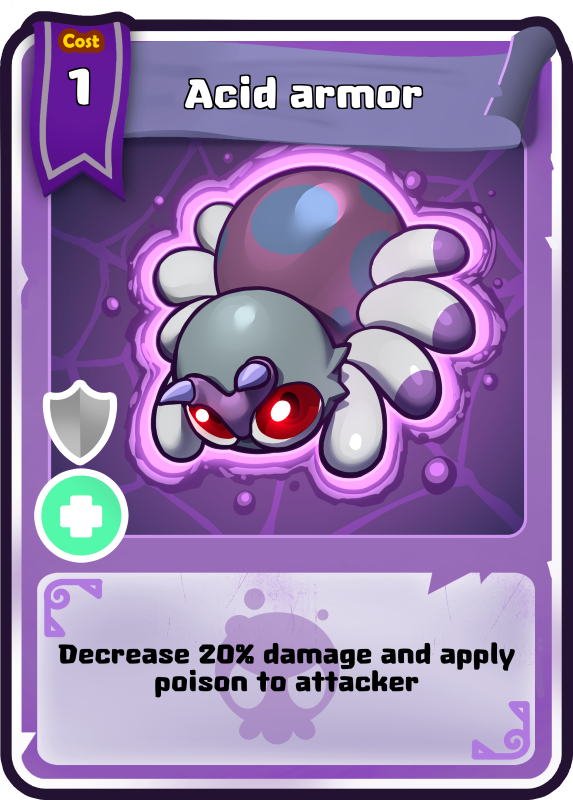 Cost
1
Acid armor
Decrease 20% damage and apply
poison to attacker